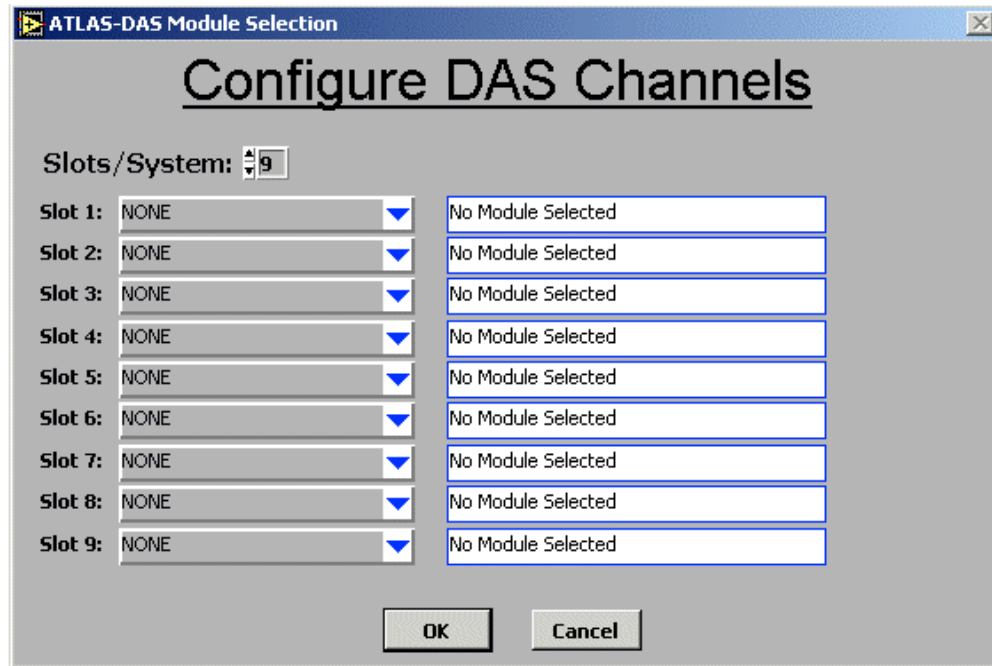 ATLAS-DAS Module Selection
Configure DAS Channels
Slots/System: 9
Slot 1: NONE No Module Selected
Slot 2: NONE No Module Selected
Slot 3: NONE No Module Selected
Slot 4: NONE No Module Selected
Slot 5: NONE No Module Selected
Slot 6: NONE No Module Selected
Slot 7: NONE No Module Selected
Slot 8: NONE No Module Selected
Slot 9: NONE No Module Selected
OK Cancel